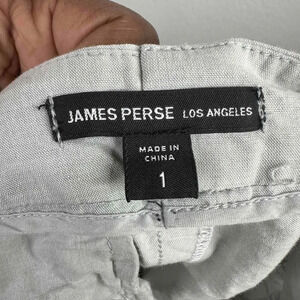 JAMES PERSE LOS ANGELES
MADE IN
CHINA
1